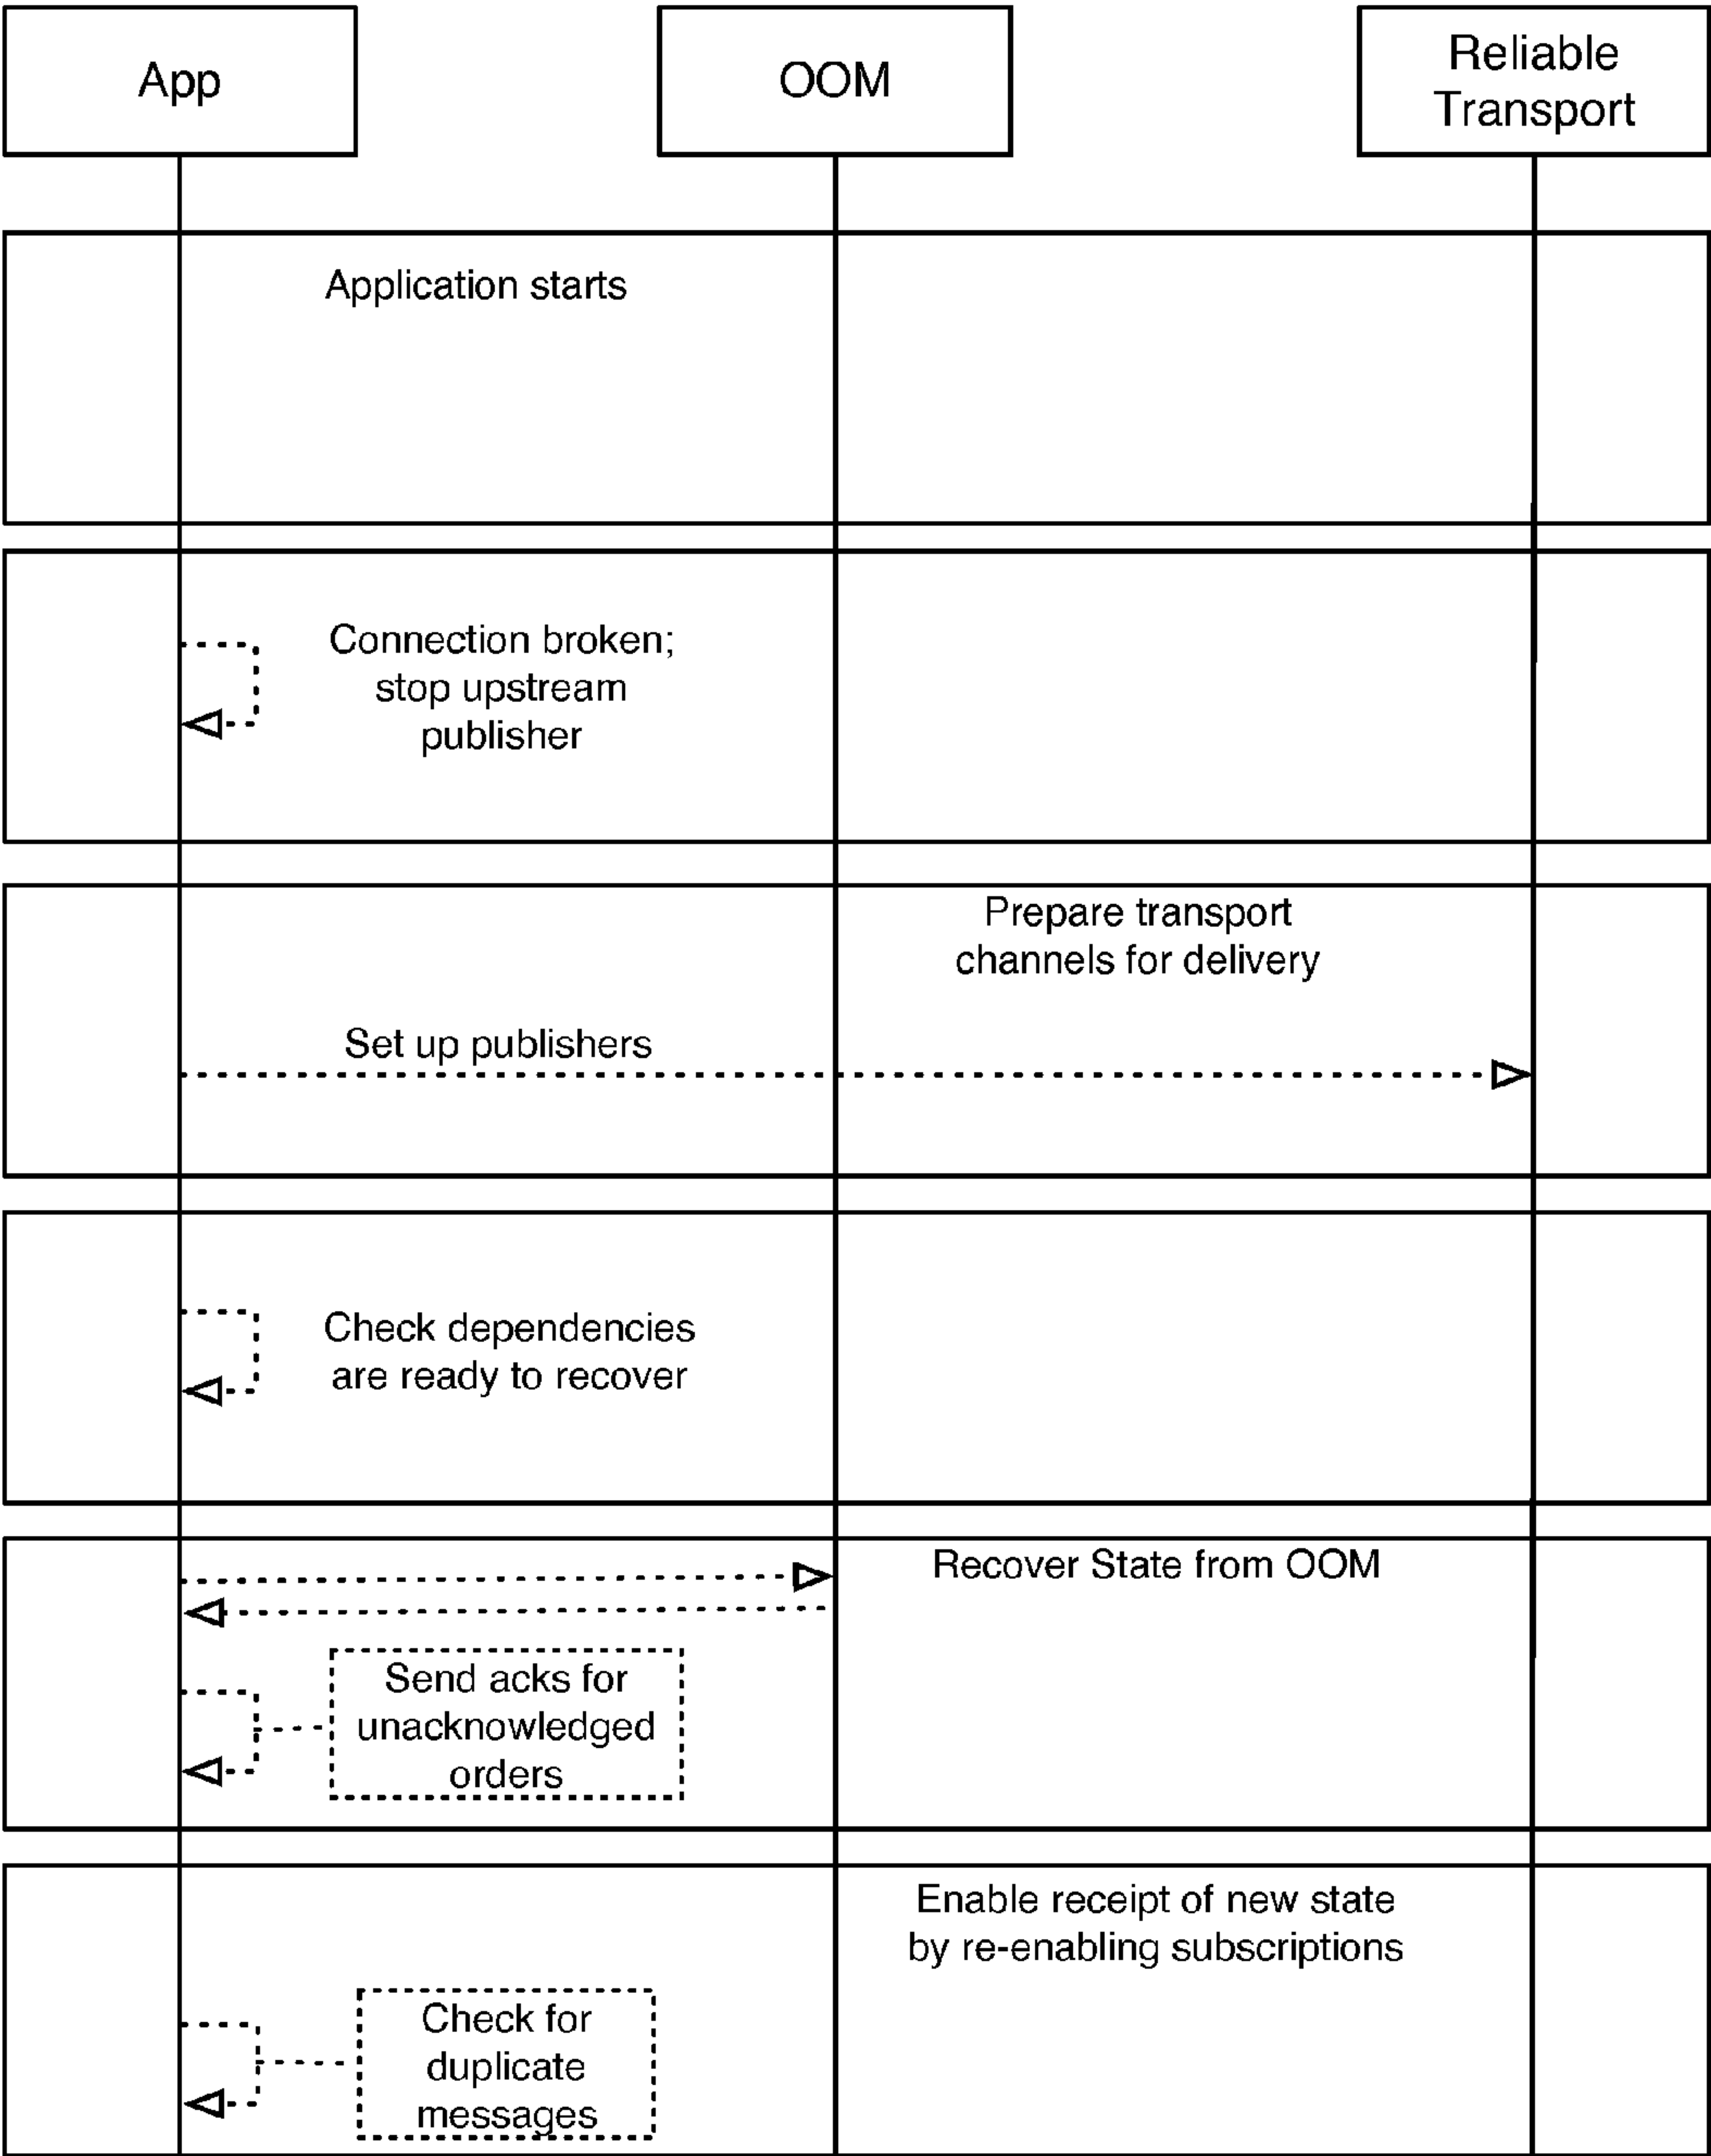 App
OOM
Reliable
Transport
Application starts
Connection broken;
stop upstream
publisher
Prepare transport
channels for delivery
Set up publishers
Check dependencies
are ready to recover
Recover State from OOM
Send acks for
unacknowledged
orders
Enable receipt of new state
by re-enabling subscriptions
Check for
duplicate
messages